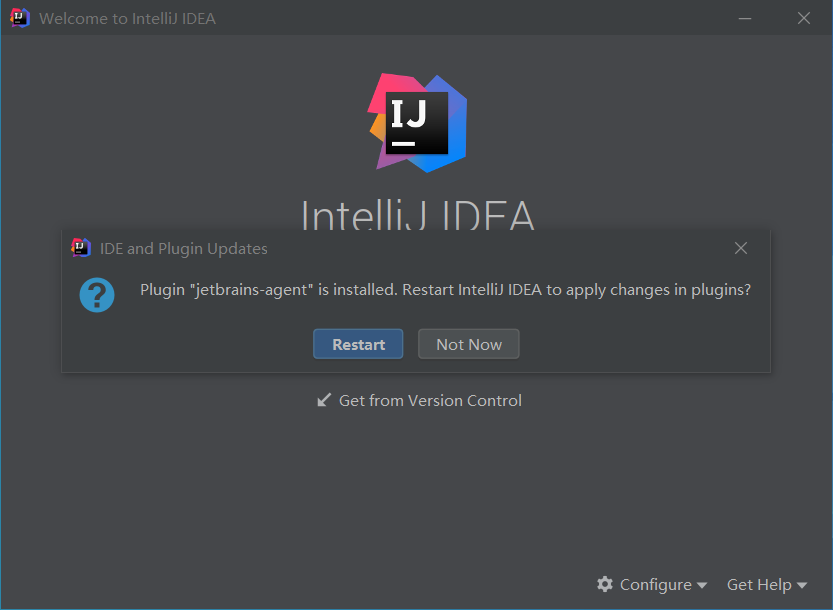 Welcome to IntelliJ IDEA
IJ
IntelliJ IDEA
IDE and Plugin Updates
Plugin "jetbrains-agent" is installed. Restart IntelliJ IDEA to apply changes in plugins?
Restart
Not Now
Get from Version Control
Configure
Get Help